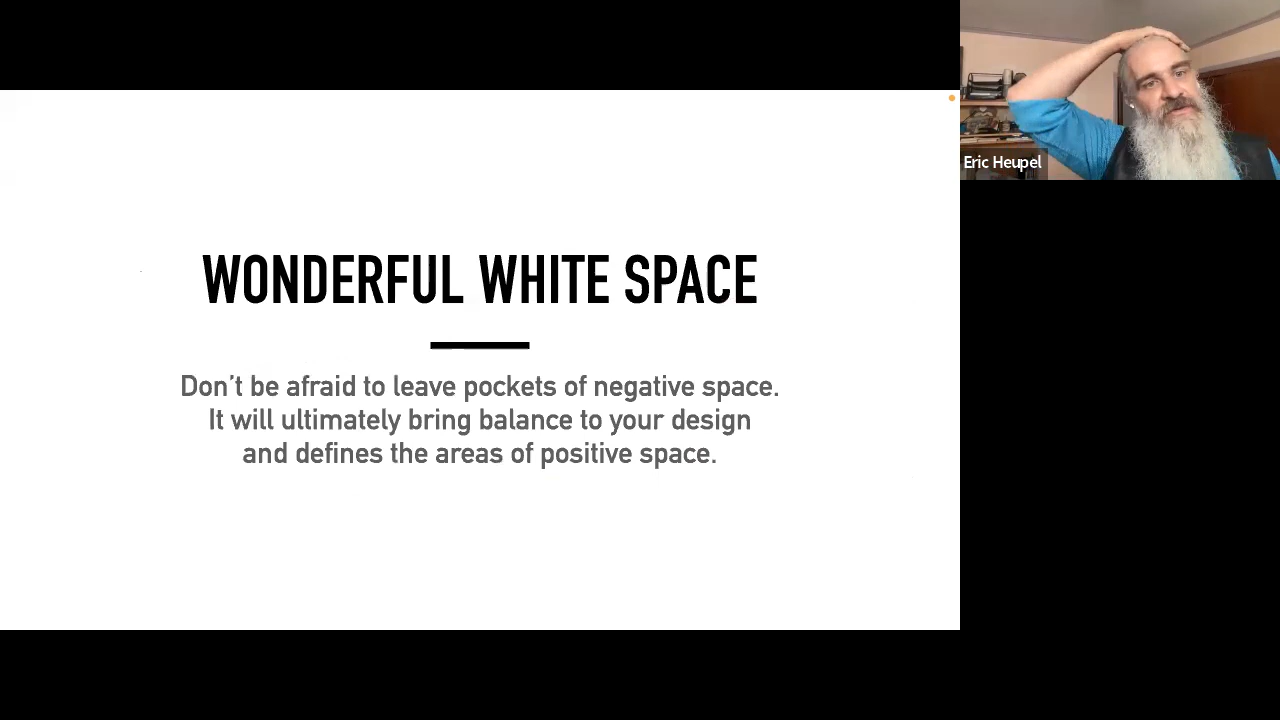 WONDERFUL WHITE SPACE
Don't be afraid to leave pockets of negative space.
It will ultimately bring balance to your design
and defines the areas of positive space.
Eric Heupel